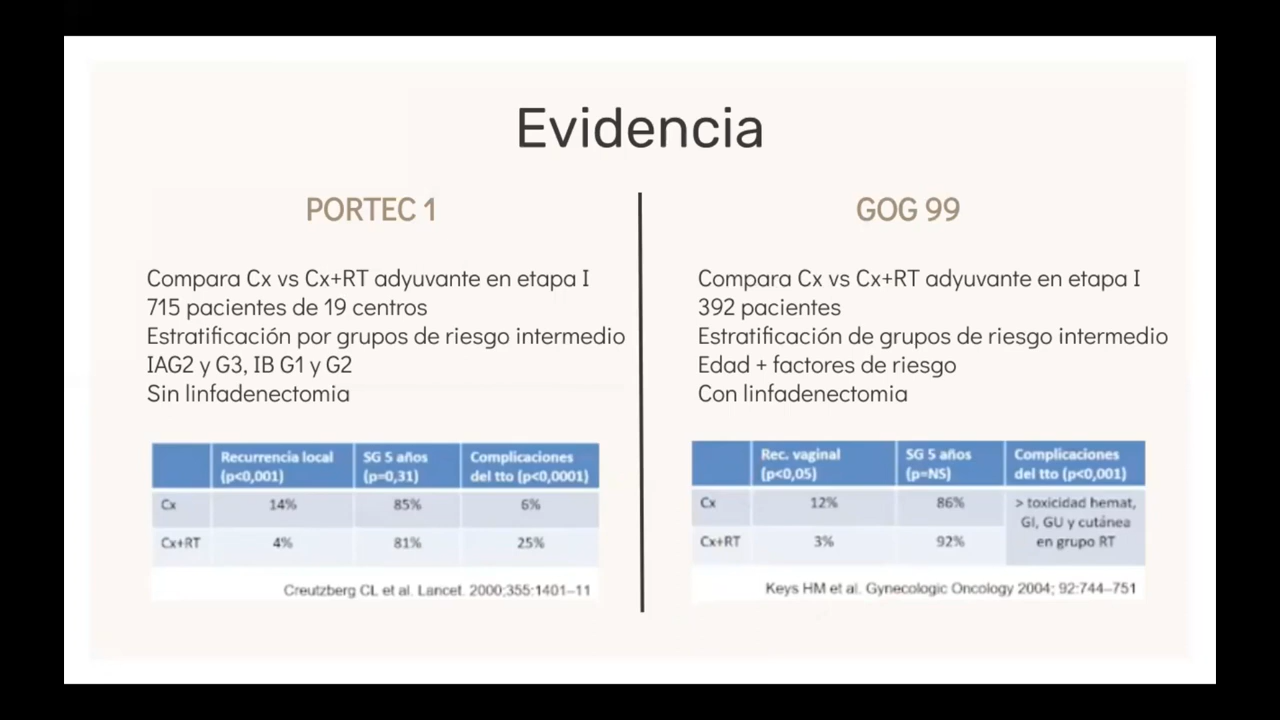 Evidencia
PORTEC 1
Compara Cx vs Cx+RT adyuvante en etapa I
715 pacientes de 19 centros
Estratificación por grupos de riesgo intermedio
IAG2 y G3, IB G1 y G2
Sin linfadenectomia
Recurrencia local (p<0,001) SG 5 años (p=0,31) Complicaciones del tto (p<0,0001)
Cx 14% 85% 6%
Cx+RT 4% 81% 25%
Creutzberg CL et al. Lancet. 2000;355:1401–11
GOG 99
Compara Cx vs Cx+RT adyuvante en etapa I
392 pacientes
Estratificación de grupos de riesgo intermedio
Edad + factores de riesgo
Con linfadenectomia
Rec. vaginal (p<0,05) SG 5 años (p=NS) Complicaciones del tto (p<0,001)
Cx 12% 86% > toxicidad hemat, GI, GU y cutánea en grupo RT
Cx+RT 3% 92%
Keys HM et al. Gynecologic Oncology 2004; 92:744–751